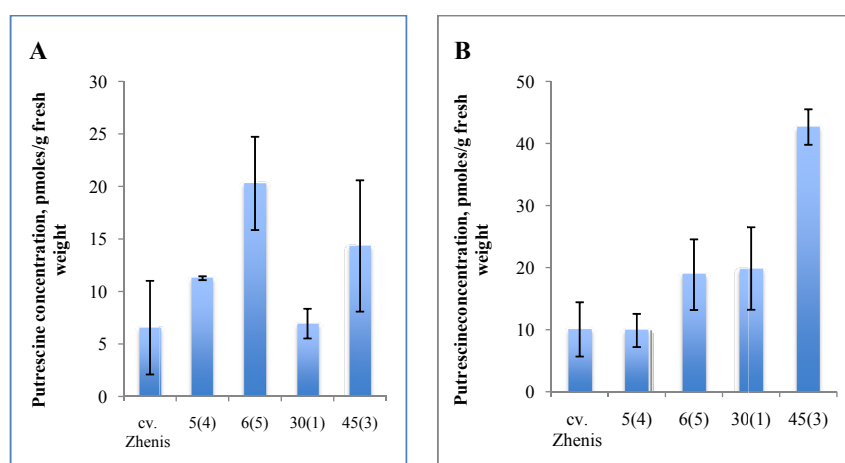 A
Putrescine concentration, pmoles/g fresh
weight
30
25
20
15
10
5
0
cv.
Zhenis
5(4)
6(5)
30(1)
45(3)
B
Putrescineconcentration, pmoles/g fresh
weight
50
40
30
20
10
0
cv.
Zhenis
5(4)
6(5)
30(1)
45(3)